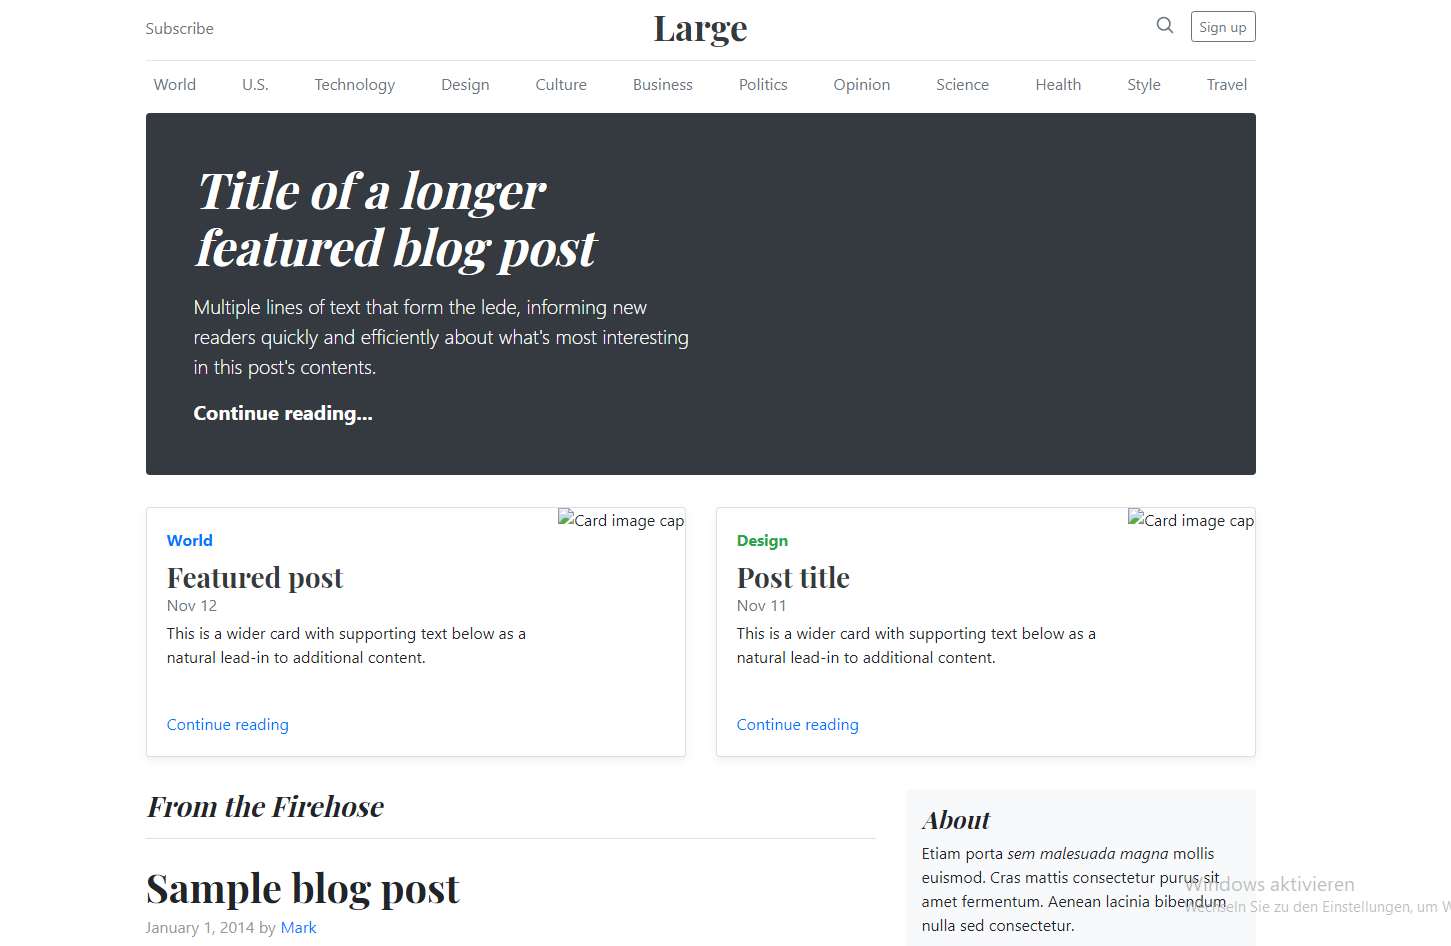 Subscribe
Large
Sign up
World U.S. Technology Design Culture Business Politics Opinion Science Health Style Travel
Title of a longer
featured blog post
Multiple lines of text that form the lede, informing new
readers quickly and efficiently about what's most interesting
in this post's contents.
Continue reading...
Card image cap
World
Featured post
Nov 12
This is a wider card with supporting text below as a
natural lead-in to additional content.
Continue reading
Card image cap
Design
Post title
Nov 11
This is a wider card with supporting text below as a
natural lead-in to additional content.
Continue reading
From the Firehose
Sample blog post
January 1, 2014 by Mark
About
Etiam porta sem malesuada magna mollis
euismod. Cras mattis consectetur purus sit
amet fermentum. Aenean lacinia bibendum
nulla sed consectetur.
Windows aktivieren
Wechseln Sie zu den Einstellungen, um W